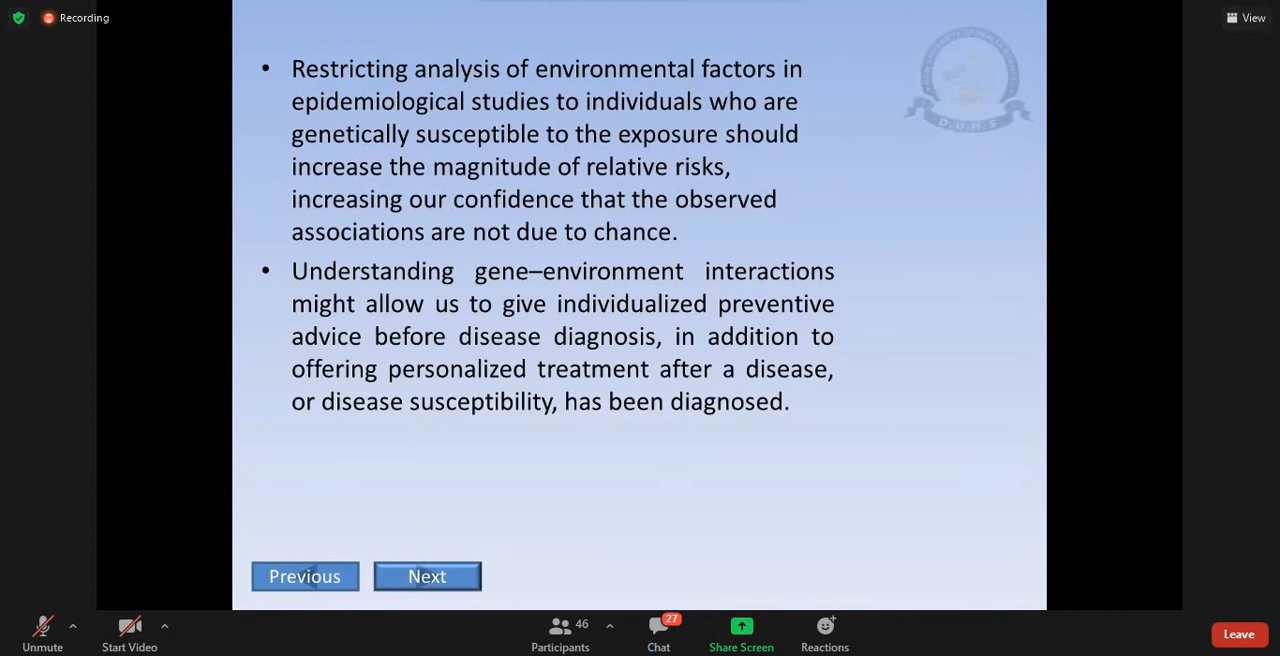 Recording
View
• Restricting analysis of environmental factors in
epidemiological studies to individuals who are
genetically susceptible to the exposure should
increase the magnitude of relative risks,
increasing our confidence that the observed
associations are not due to chance.
• Understanding gene–environment interactions
might allow us to give individualized preventive
advice before disease diagnosis, in addition to
offering personalized treatment after a disease,
or disease susceptibility, has been diagnosed.
D.U.H.S
Previous Next
46 27
Unmute Start Video Participants Chat Share Screen Reactions Leave